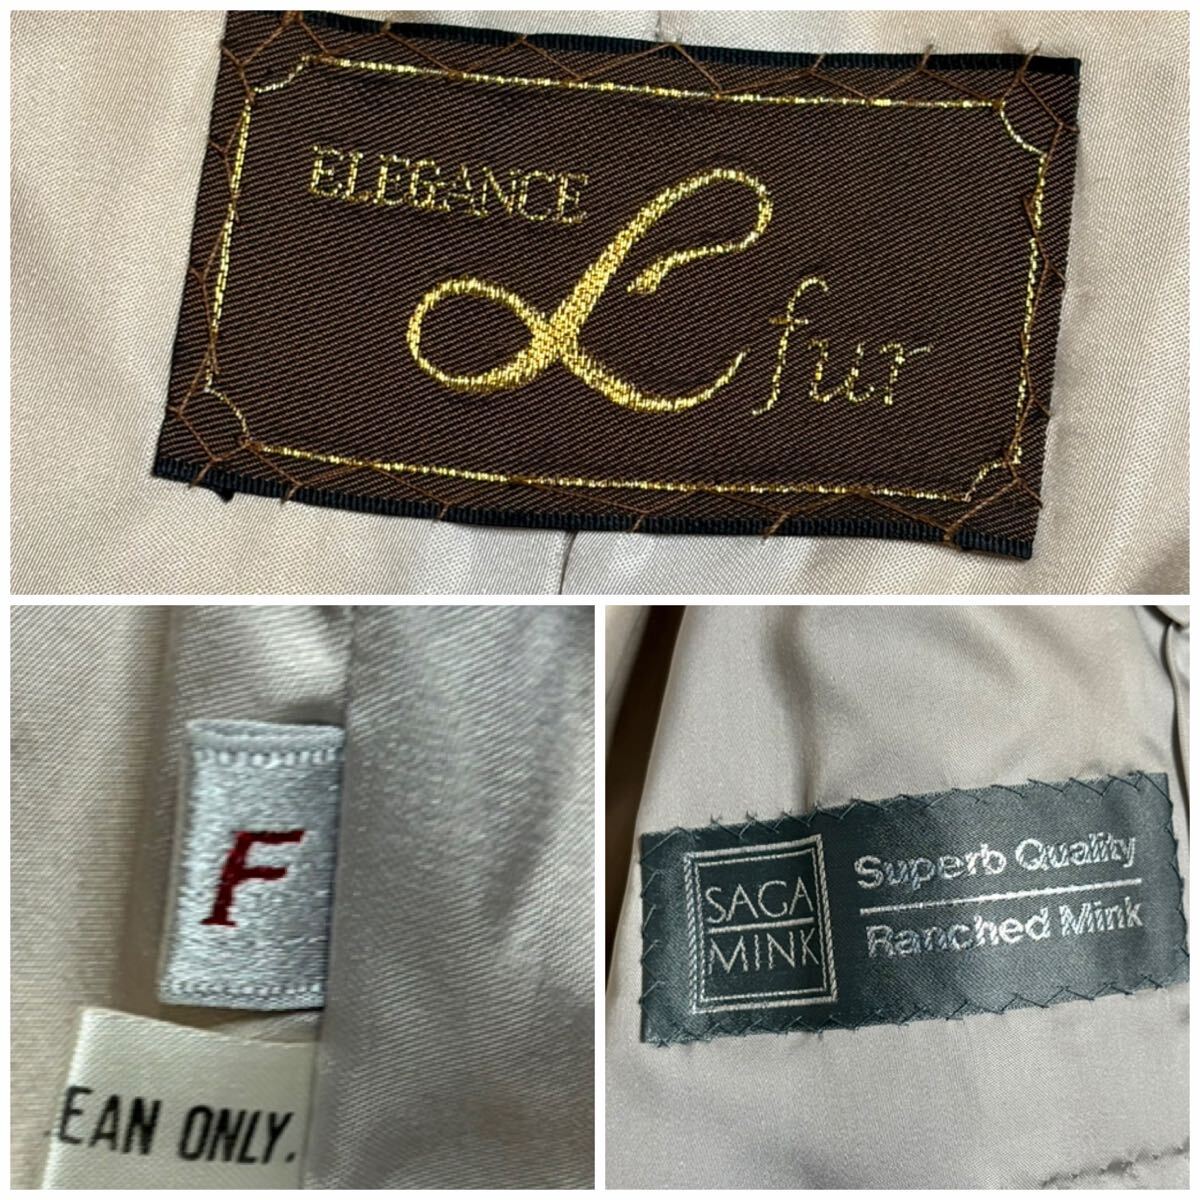 ELEGANCE
L fur
F
EAN ONLY.
SAGA
MINK
Superb Quality
Ranched Mink